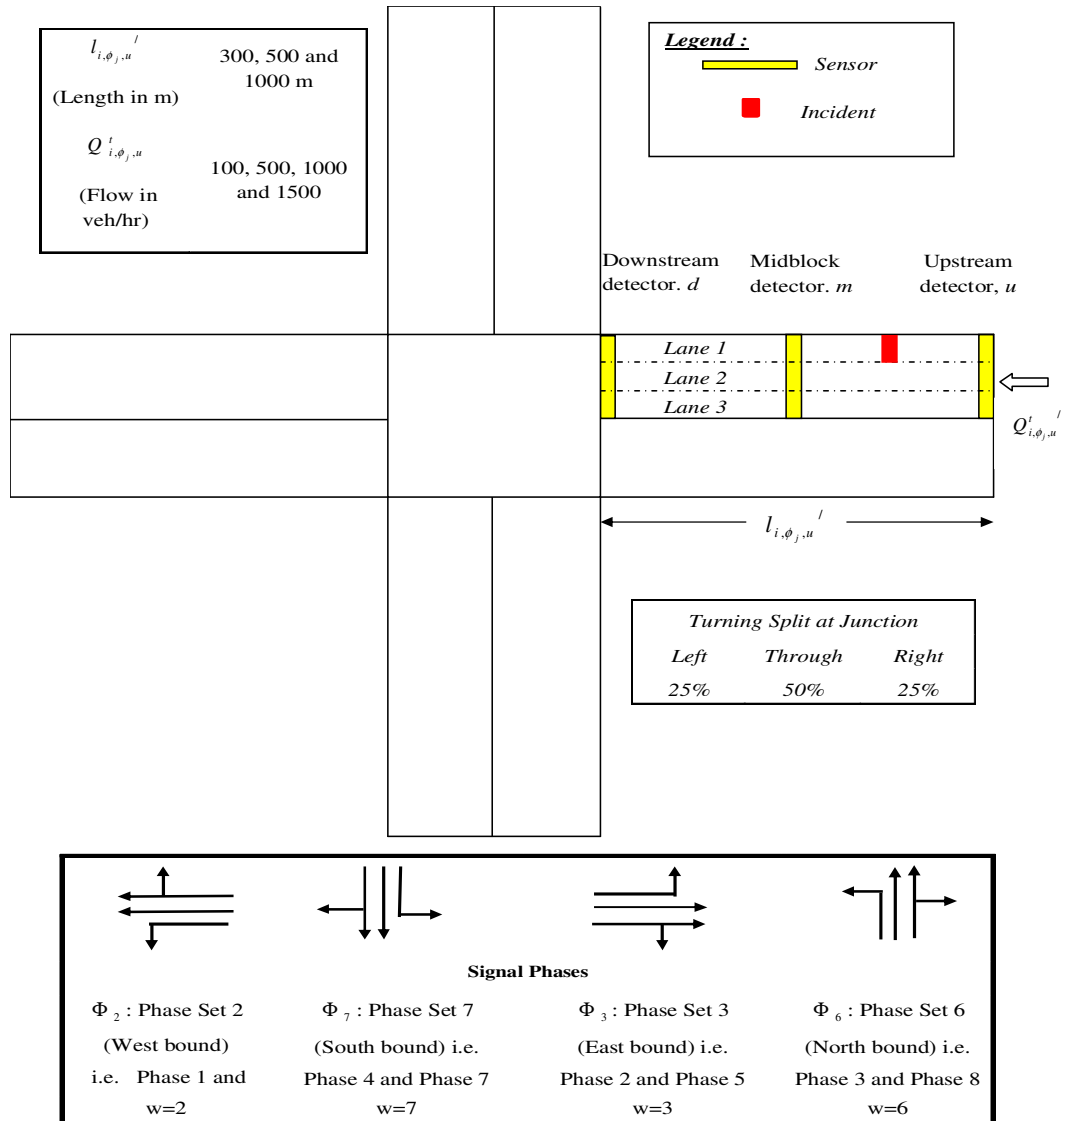 l i,ϕj,u /
(Length in m)
300, 500 and
1000 m
Q t i,ϕj,u
(Flow in
veh/hr)
100, 500, 1000
and 1500
Legend :
Sensor
Incident
Downstream
detector. d
Midblock
detector. m
Upstream
detector, u
Lane 1
Lane 2
Lane 3
Q t i,ϕj,u /
l i,ϕj,u /
Turning Split at Junction
Left Through Right
25% 50% 25%
Signal Phases
Φ 2 : Phase Set 2
(West bound)
i.e. Phase 1 and
w=2
Φ 7 : Phase Set 7
(South bound) i.e.
Phase 4 and Phase 7
w=7
Φ 3 : Phase Set 3
(East bound) i.e.
Phase 2 and Phase 5
w=3
Φ 6 : Phase Set 6
(North bound) i.e.
Phase 3 and Phase 8
w=6